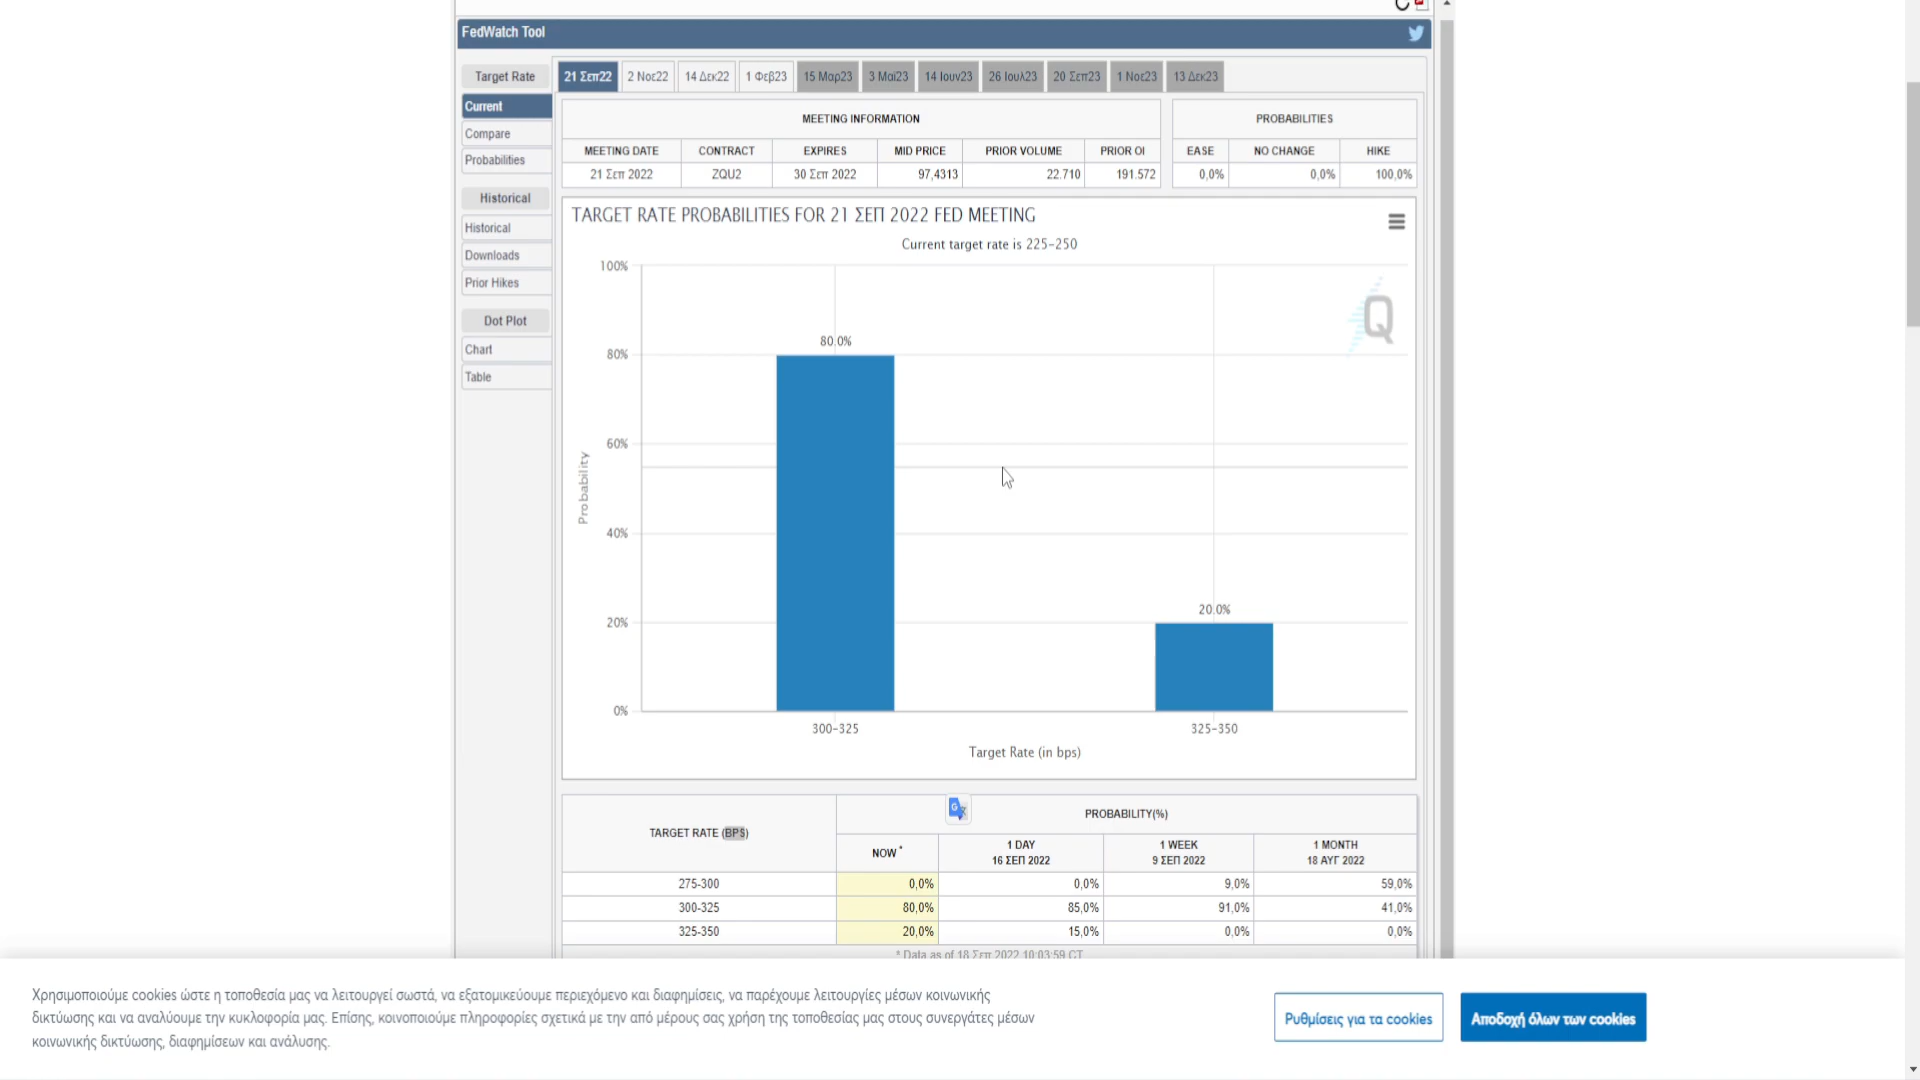 FedWatch Tool
Target Rate
Current
Compare
Probabilities
Historical
Historical
Downloads
Prior Hikes
Dot Plot
Chart
Table
21 Σεπ22 2 Νοε22 14 Δεκ22 1 Φεβ23 15 Μαρ23 3 Μαϊ23 14 Ιουν23 26 Ιουλ23 20 Σεπ23 1 Νοε23 13 Δεκ23
MEETING INFORMATION
MEETING DATE CONTRACT EXPIRES MID PRICE PRIOR VOLUME PRIOR OI
21 Σεπ 2022 ZQU2 30 Σεπ 2022 97,4313 22.710 191.572
PROBABILITIES
EASE NO CHANGE HIKE
0,0% 0,0% 100,0%
TARGET RATE PROBABILITIES FOR 21 ΣΕΠ 2022 FED MEETING
Current target rate is 225-250
Q
100%
80%
60%
40%
20%
0%
Probability
80.0%
20.0%
300-325 325-350
Target Rate (in bps)
TARGET RATE (BPS) PROBABILITY(%)
NOW * 1 DAY 1 WEEK 1 MONTH
16 ΣΕΠ 2022 9 ΣΕΠ 2022 18 ΑΥΓ 2022
275-300 0,0% 0,0% 9,0% 59,0%
300-325 80,0% 85,0% 91,0% 41,0%
325-350 20,0% 15,0% 0,0% 0,0%
* Data as of 18 Σεπ 2022 10:03:59 CT
Χρησιμοποιούμε cookies ώστε η τοποθεσία μας να λειτουργεί σωστά, να εξατομικεύουμε περιεχόμενο και διαφημίσεις, να παρέχουμε λειτουργίες μέσων κοινωνικής
δικτύωσης και να αναλύουμε την κυκλοφορία μας. Επίσης, κοινοποιούμε πληροφορίες σχετικά με την από μέρους σας χρήση της τοποθεσίας μας στους συνεργάτες μέσων
κοινωνικής δικτύωσης, διαφημίσεων και ανάλυσης.
Ρυθμίσεις για τα cookies
Αποδοχή όλων των cookies